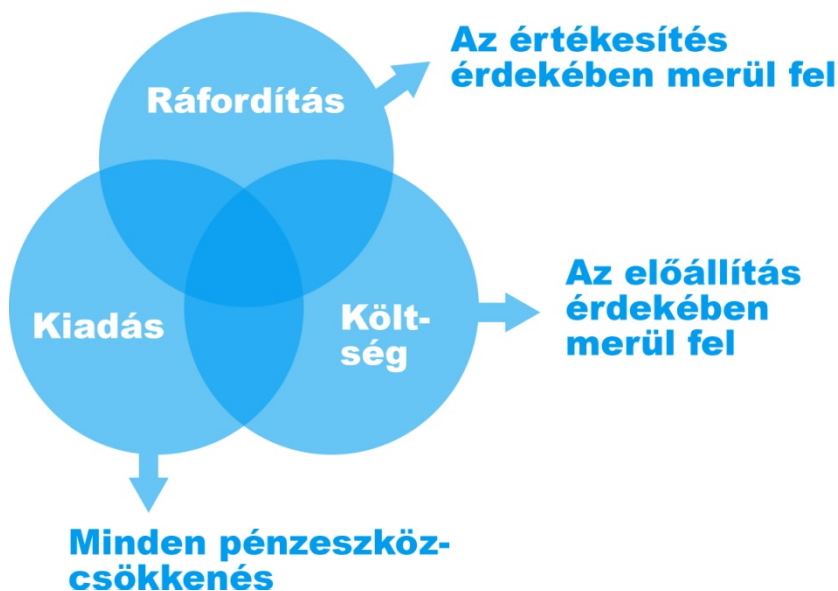 Ráfordítás
Az értékesítés
érdekében merül fel
Kiadás
Költ-
ség
Az előállítás
érdekében
merül fel
Minden pénzeszköz-
csökkenés